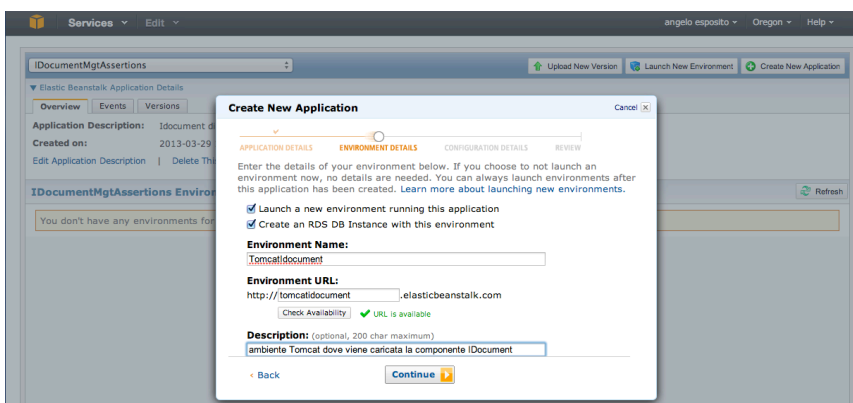 Services Edit angelo esposito Oregon Help
IDocumentMgtAssertions Upload New Version Launch New Environment Create New Application
Elastic Beanstalk Application Details
Overview Events Versions
Application Description: Idocument d
Created on: 2013-03-29
Edit Application Description | Delete Thi
IDocumentMgtAssertions Environ Refresh
You don't have any environments for
Create New Application Cancel
APPLICATION DETAILS ENVIRONMENT DETAILS CONFIGURATION DETAILS REVIEW
Enter the details of your environment below. If you choose to not launch an
environment now, no details are needed. You can always launch environments after
this application has been created. Learn more about launching new environments.
Launch a new environment running this application
Create an RDS DB Instance with this environment
Environment Name:
TomcatIdocument
Environment URL:
http:// tomcatidocument .elasticbeanstalk.com
Check Availability URL is available
Description: (optional, 200 char maximum)
ambiente Tomcat dove viene caricata la componente IDocument
‹ Back Continue